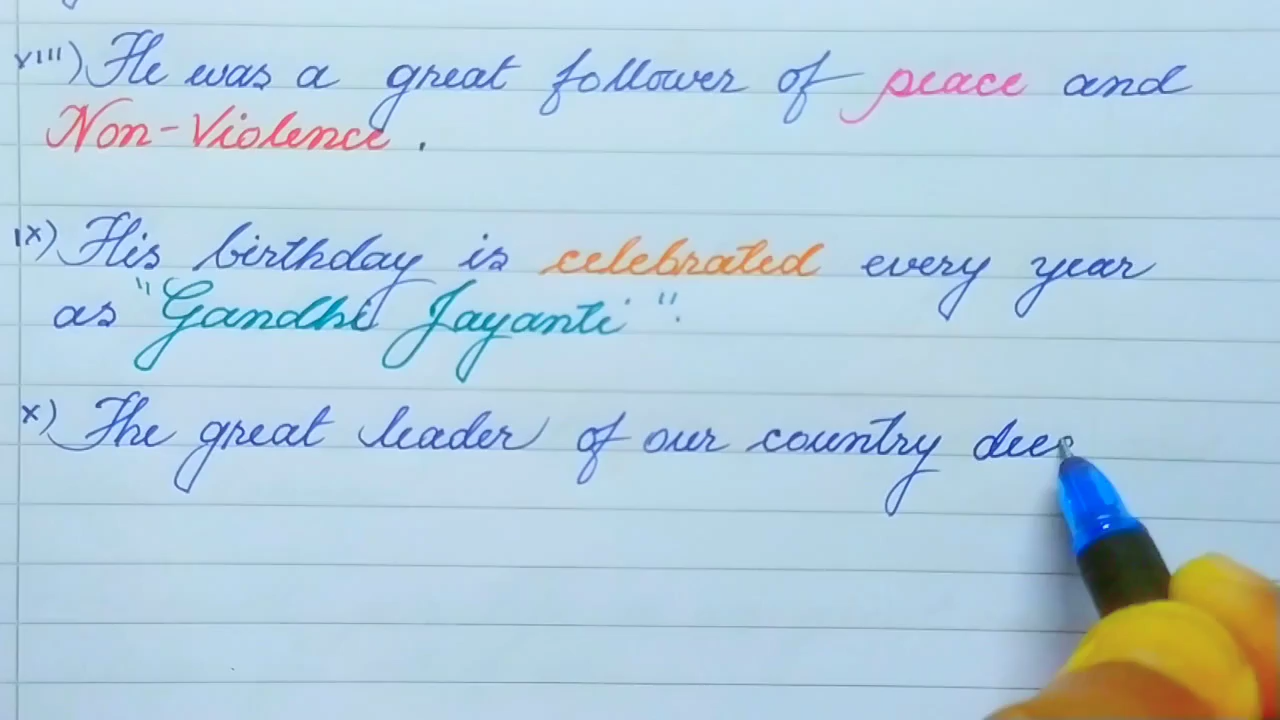 viii) He was a great follower of peace and
Non-Violence.
ix) His birthday is celebrated every year
as "Gandhi Jayanti".
x) The great leader of our country